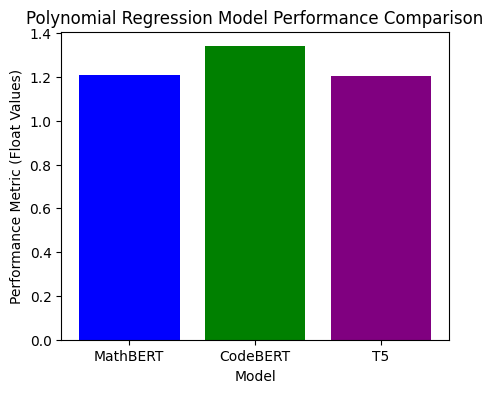 Polynomial Regression Model Performance Comparison
Performance Metric (Float Values)
1.4
1.2
1.0
0.8
0.6
0.4
0.2
0.0
MathBERT CodeBERT T5
Model